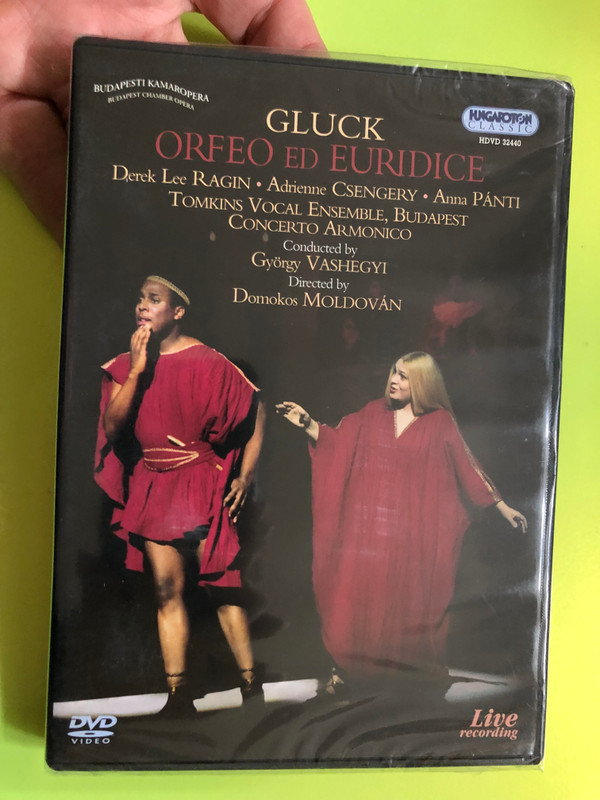 BUDAPESTI KAMAROPERA
BUDAPEST CHAMBER OPERA
HUNGAROTON
CLASSIC
HDVD 32440
GLUCK
ORFEO ED EURIDICE
Derek Lee RAGIN • Adrienne CSENGERY • Anna PÁNTI
TOMKINS VOCAL ENSEMBLE, BUDAPEST
CONCERTO ARMONICO
Conducted by
György VASHEGYI
Directed by
Domokos MOLDOVÁN
DVD
VIDEO
Live
recording